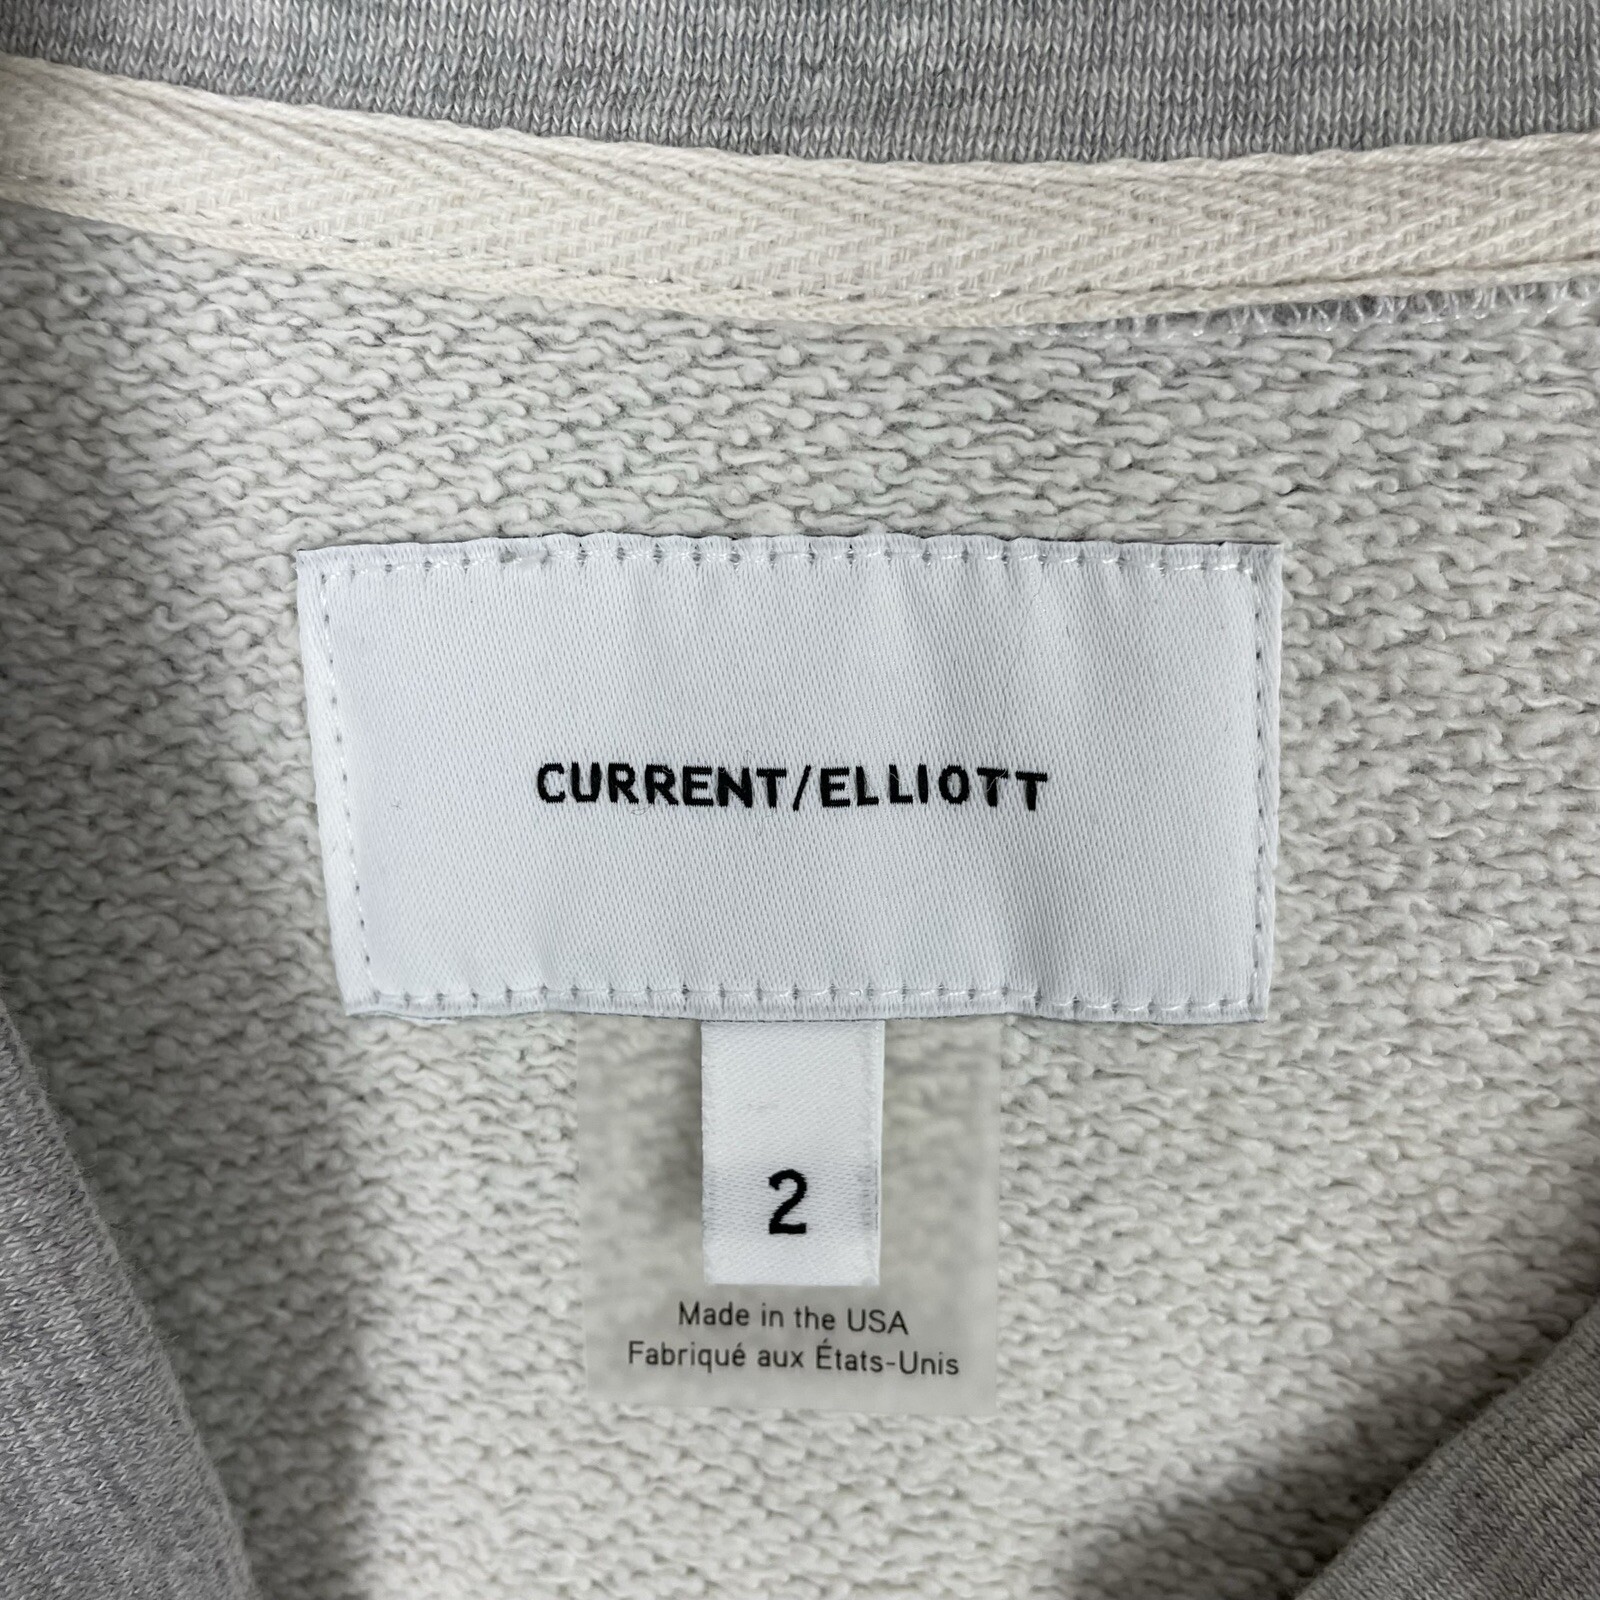 CURRENT/ELLIOTT
2
Made in the USA
Fabriqué aux États-Unis